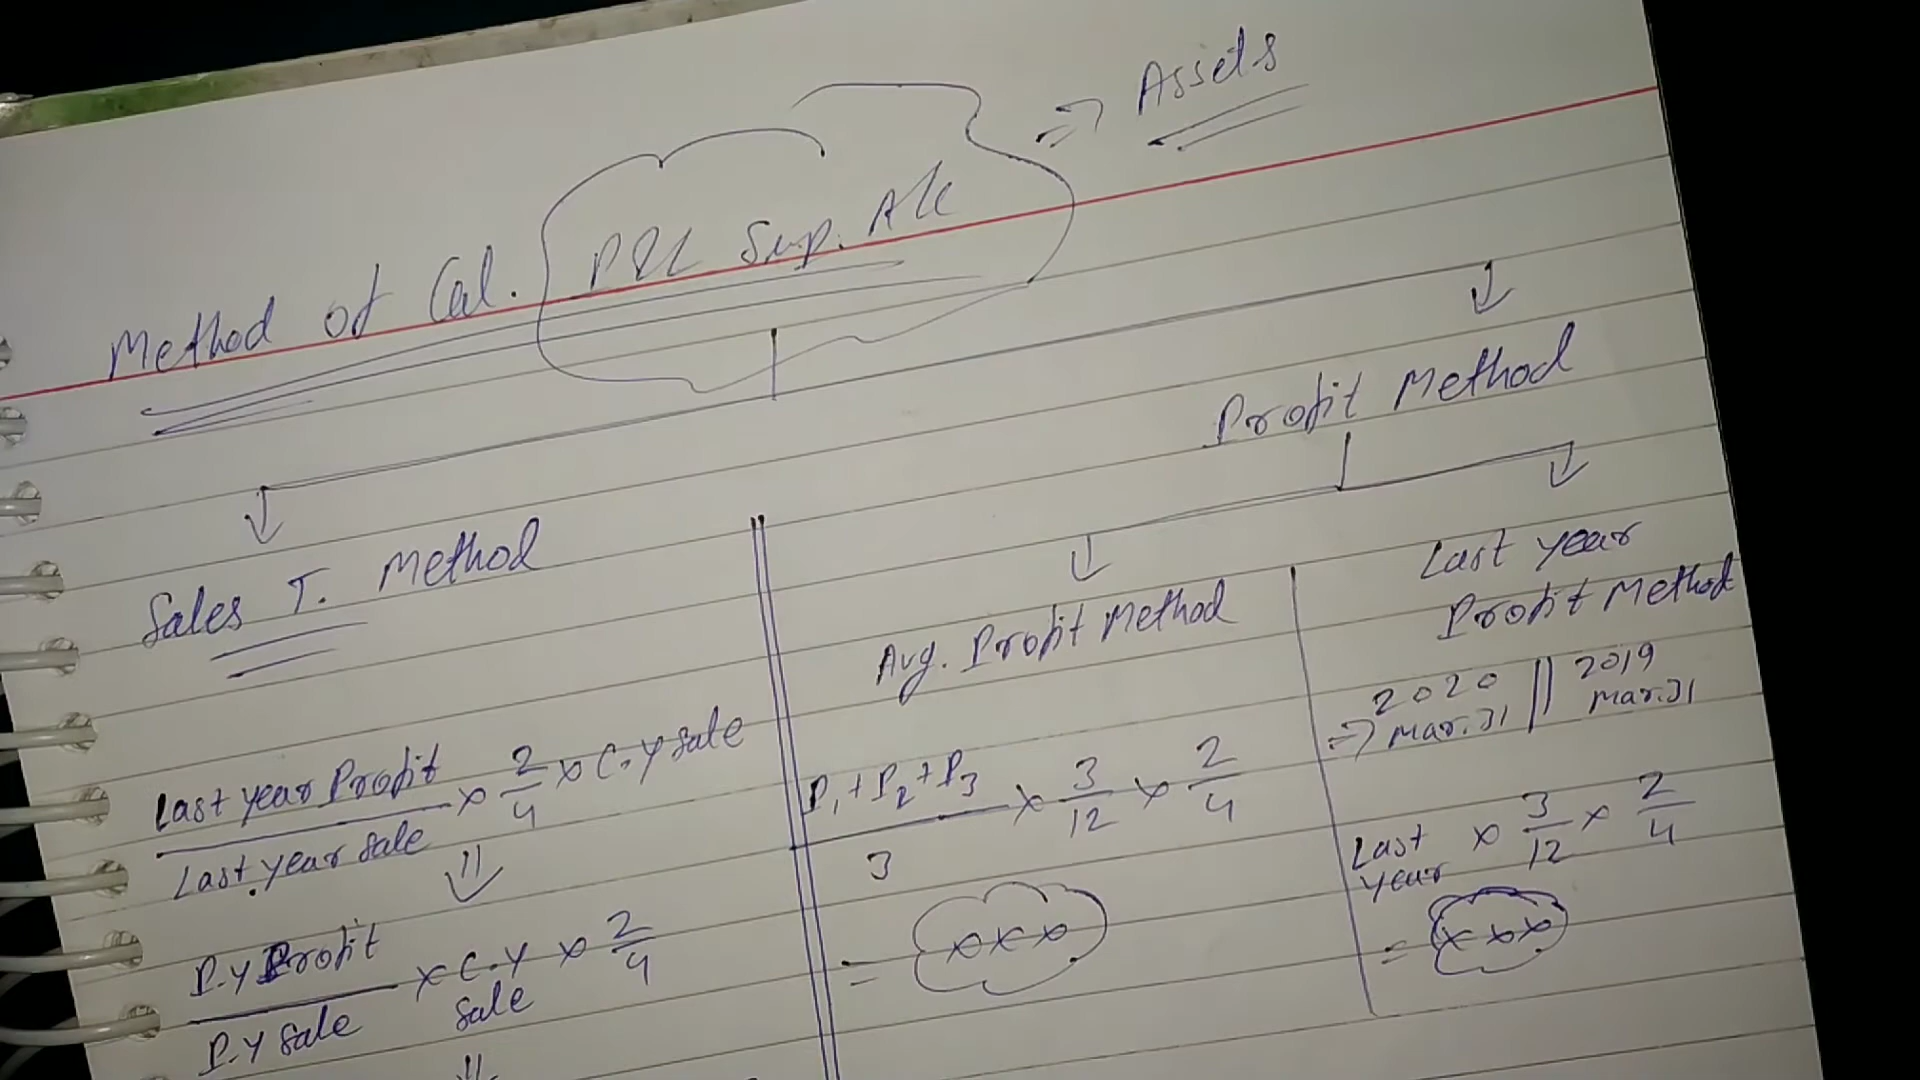 => Assets
Method of Cal. P&L Sup. A/c
Profit Method
Sales T. Method
Avg. Profit Method
Last year
Profit Method
=> 2020 || 2019
Mar.31 Mar.31
Last year Profit / Last year sale × 2/4 × C.Y sale
P1+P2+P3 / 3 × 3/12 × 2/4
Last year × 3/12 × 2/4
= xxx
= xxx
P.Y Profit / P.Y Sale × C.Y Sale × 2/4